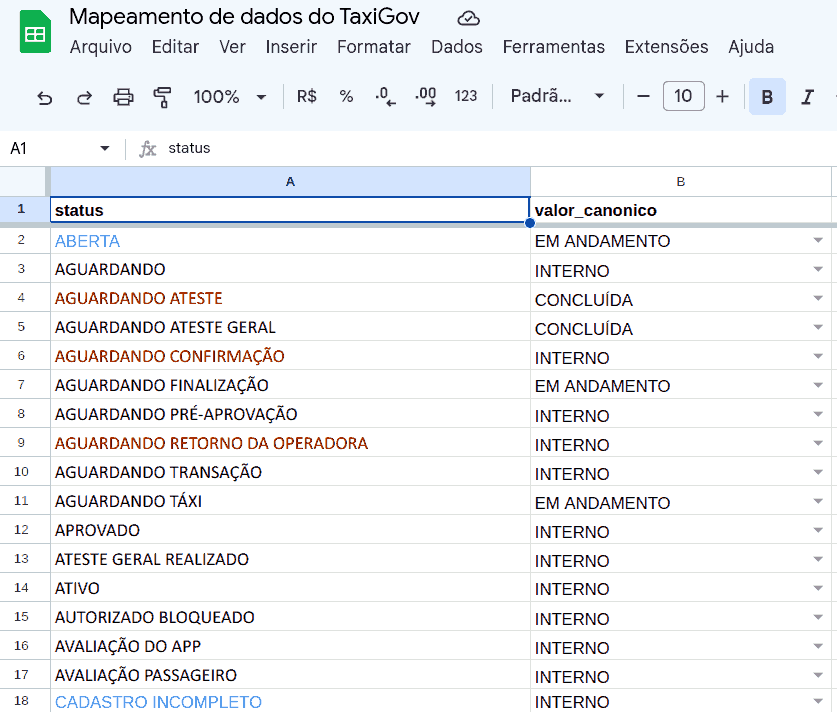 Mapeamento de dados do TaxiGov
Arquivo Editar Ver Inserir Formatar Dados Ferramentas Extensões Ajuda
100% R$ % .0 .00 123 Padrã... − 10 + B I
A1 fx status
A B
1 status valor_canonico
2 ABERTA EM ANDAMENTO
3 AGUARDANDO INTERNO
4 AGUARDANDO ATESTE CONCLUÍDA
5 AGUARDANDO ATESTE GERAL CONCLUÍDA
6 AGUARDANDO CONFIRMAÇÃO INTERNO
7 AGUARDANDO FINALIZAÇÃO EM ANDAMENTO
8 AGUARDANDO PRÉ-APROVAÇÃO INTERNO
9 AGUARDANDO RETORNO DA OPERADORA INTERNO
10 AGUARDANDO TRANSAÇÃO INTERNO
11 AGUARDANDO TÁXI EM ANDAMENTO
12 APROVADO INTERNO
13 ATESTE GERAL REALIZADO INTERNO
14 ATIVO INTERNO
15 AUTORIZADO BLOQUEADO INTERNO
16 AVALIAÇÃO DO APP INTERNO
17 AVALIAÇÃO PASSAGEIRO INTERNO
18 CADASTRO INCOMPLETO INTERNO